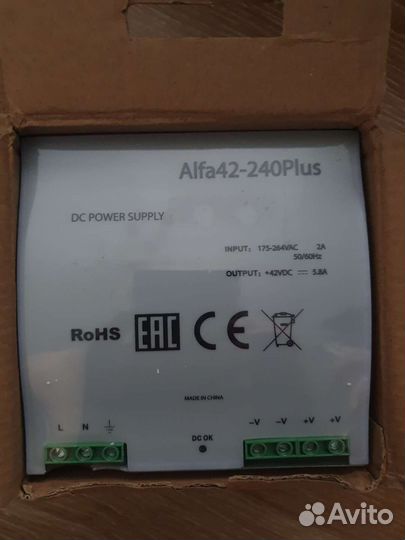 Alfa42-240Plus
DC POWER SUPPLY
INPUT: 175-264VAC 2A
50/60Hz
OUTPUT: +42VDC ⎓ 5.8A
RoHS EAC CE
MADE IN CHINA
L N DC OK -V -V +V +V
Avito